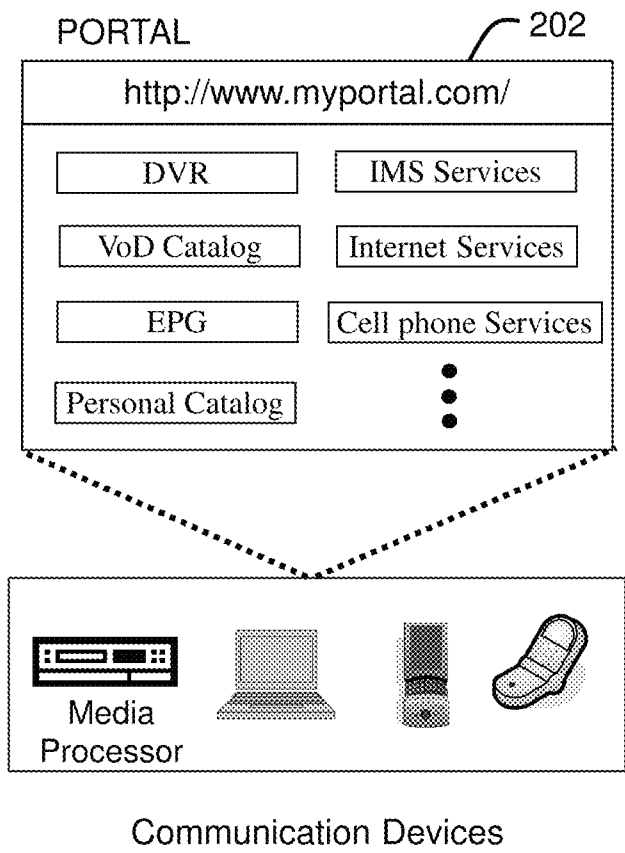 PORTAL
202
http://www.myportal.com/
DVR
IMS Services
VoD Catalog
Internet Services
EPG
Cell phone Services
Personal Catalog
Media
Processor
Communication Devices